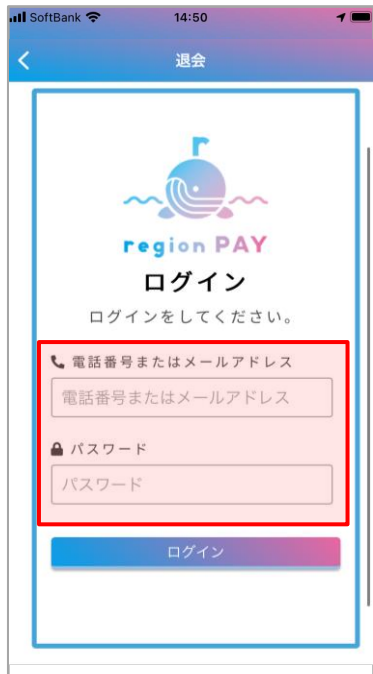 SoftBank 14:50
退会
region PAY
ログイン
ログインをしてください。
電話番号またはメールアドレス
電話番号またはメールアドレス
パスワード
パスワード
ログイン